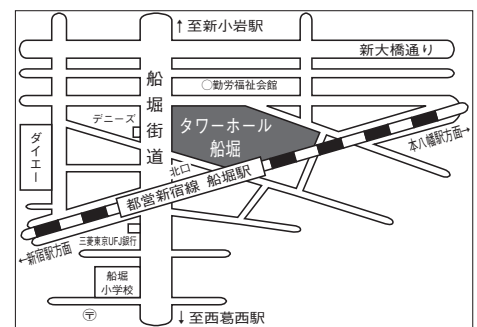 ↑至新小岩駅
新大橋通り
船堀街道
○勤労福祉会館
デニーズ
タワーホール
船堀
ダイエー
本八幡駅方面→
北口
都営新宿線 船堀駅
←新宿駅方面
三菱東京UFJ銀行
船堀
小学校
〒
↓至西葛西駅